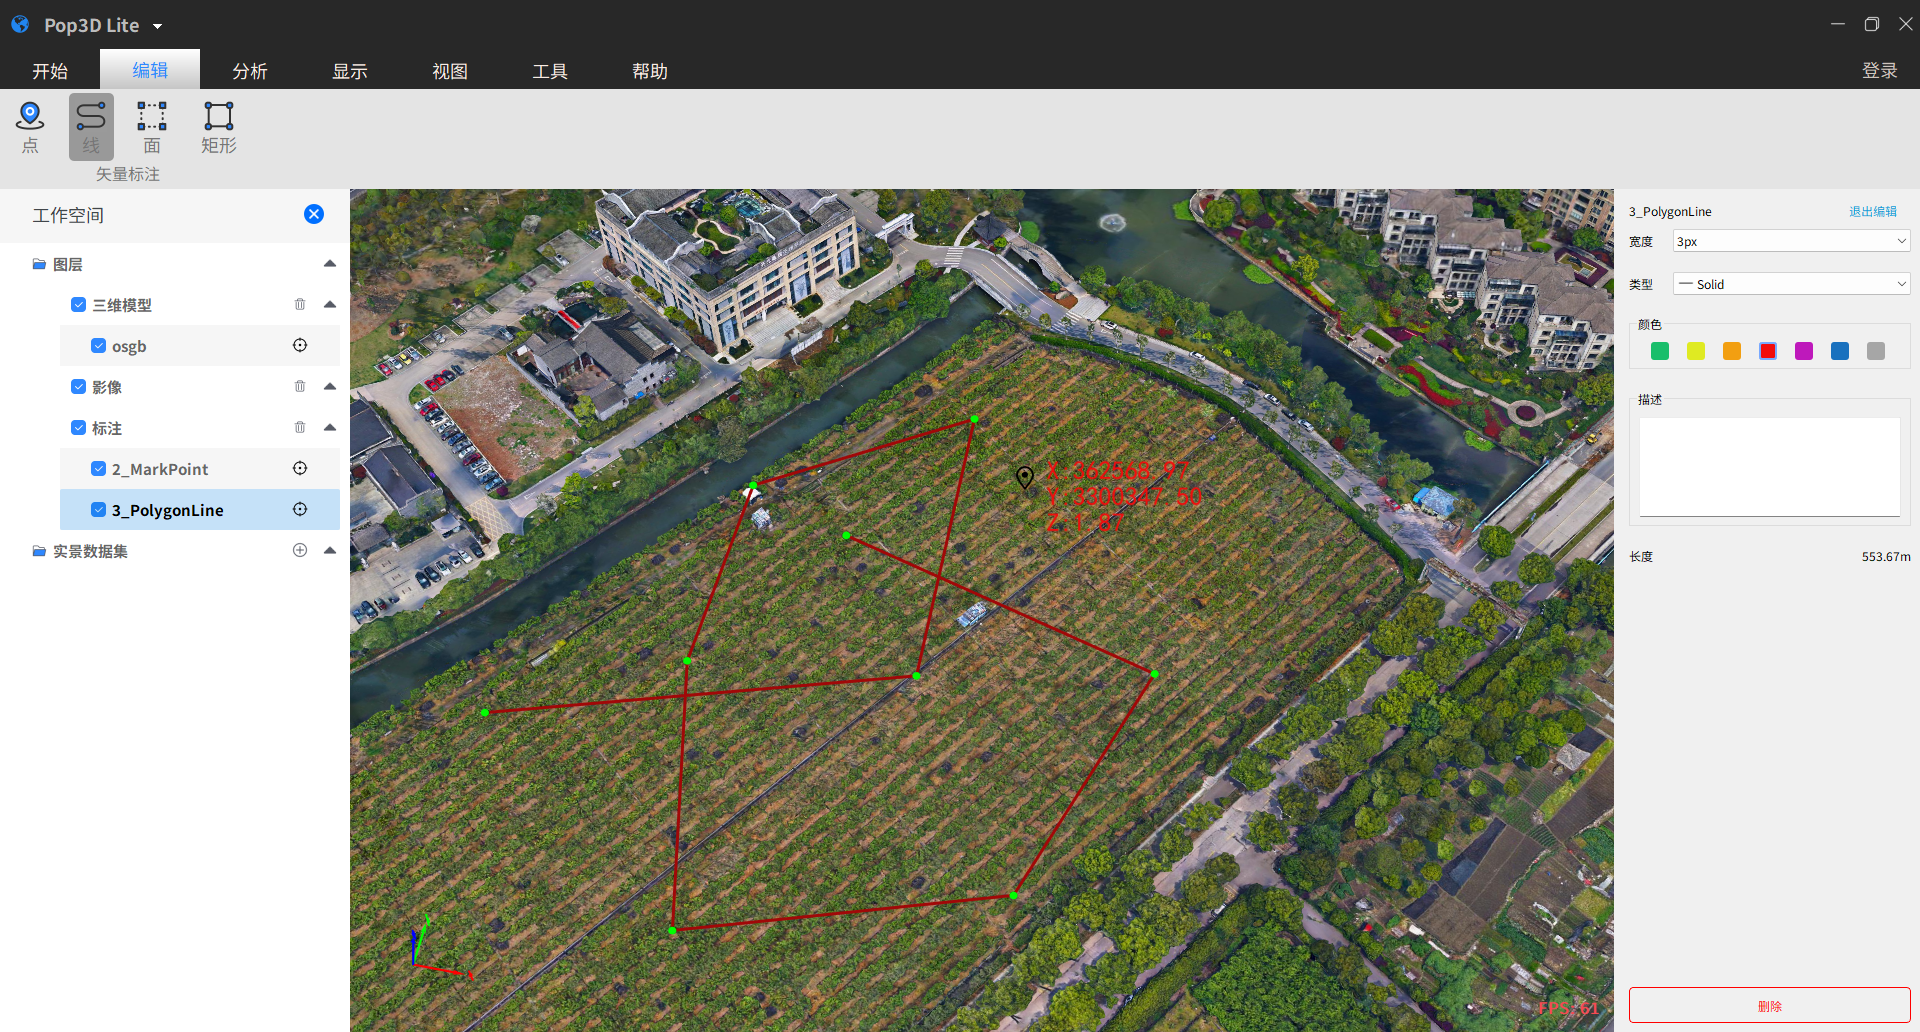 Pop3D Lite
开始
编辑
分析
显示
视图
工具
帮助
登录
点
线
面
矩形
矢量标注
工作空间
图层
三维模型
osgb
影像
标注
2_MarkPoint
3_PolygonLine
实景数据集
X:362568.97
Y:3300347.50
Z:1.87
FPS:61
3_PolygonLine
退出编辑
宽度
3px
类型
Solid
颜色
描述
长度
553.67m
删除